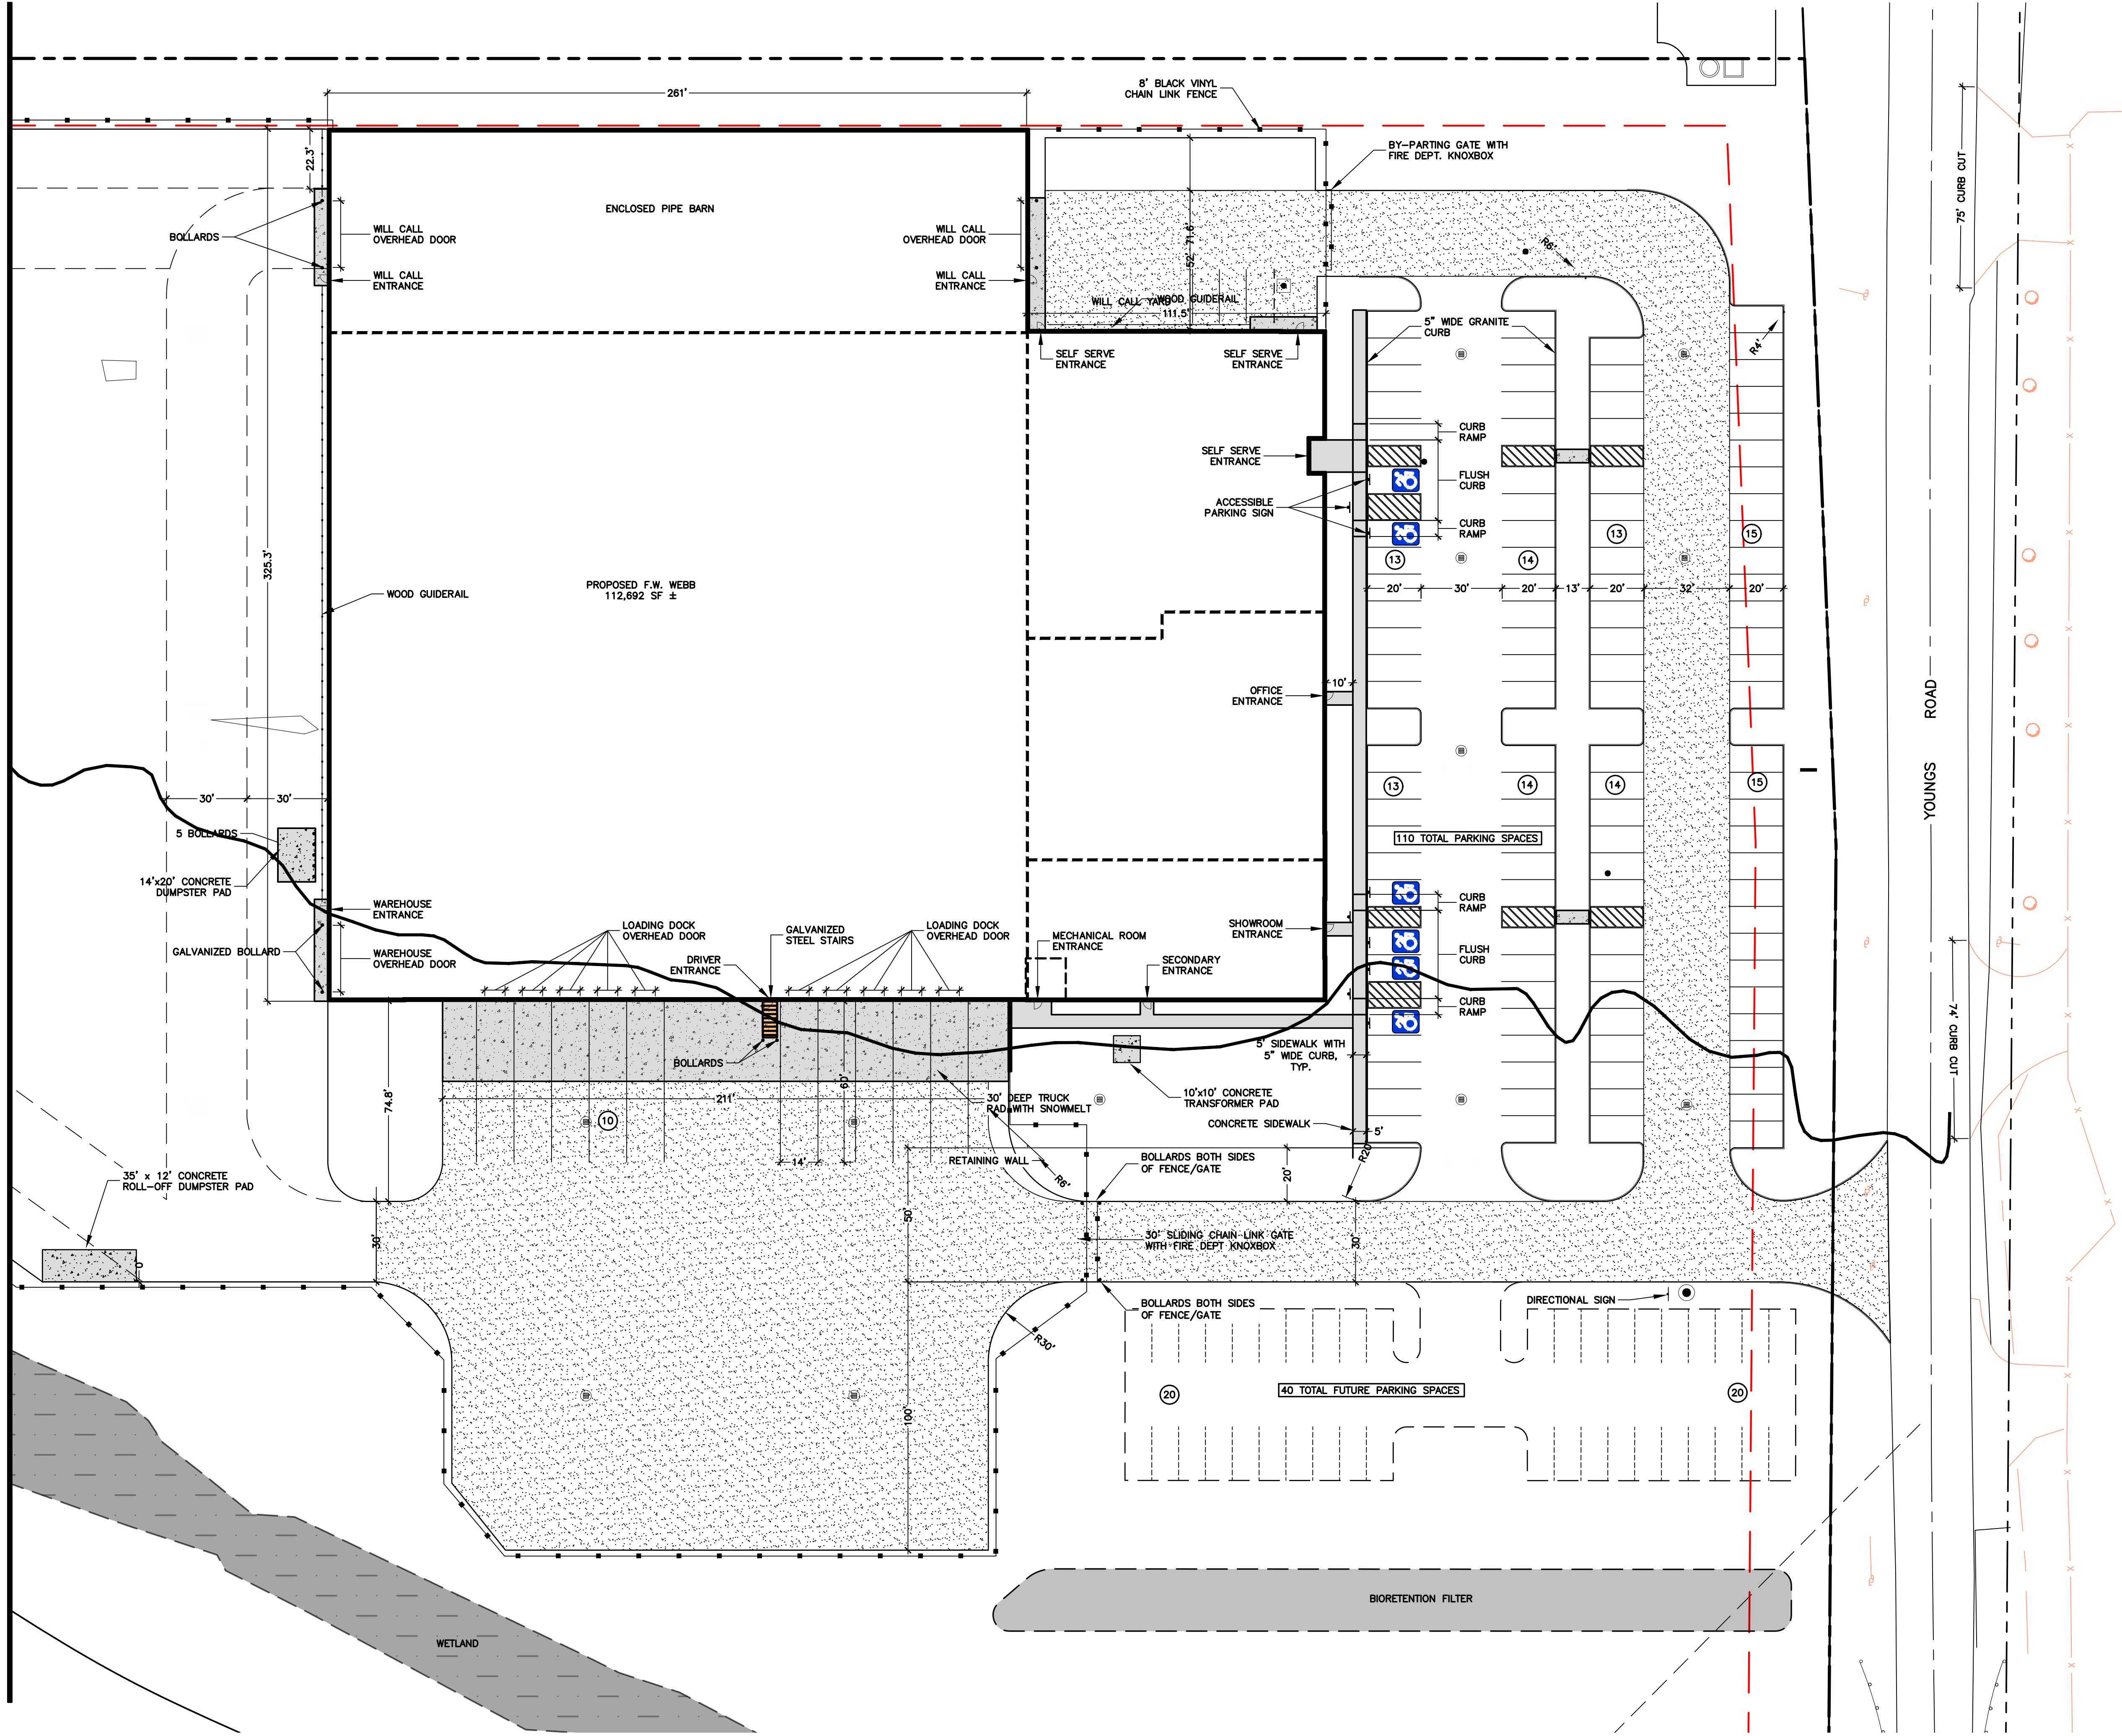 261'
8' BLACK VINYL
CHAIN LINK FENCE
75' CURB CUT
22.3'
BY-PARTING GATE WITH
FIRE DEPT. KNOXBOX
ENCLOSED PIPE BARN
BOLLARDS
WILL CALL
OVERHEAD DOOR
WILL CALL
OVERHEAD DOOR
52'
71.6'
R6'
WILL CALL
ENTRANCE
WILL CALL
ENTRANCE
WILL CALL YARD
WOOD GUIDERAIL
111.5'
5" WIDE GRANITE
CURB
R4'
SELF SERVE
ENTRANCE
SELF SERVE
ENTRANCE
CURB
RAMP
SELF SERVE
ENTRANCE
FLUSH
CURB
ACCESSIBLE
PARKING SIGN
CURB
RAMP
325.3'
13
14
13
15
PROPOSED F.W. WEBB
112,692 SF ±
WOOD GUIDERAIL
20'
30'
20'
13'
20'
32'
20'
10'
OFFICE
ENTRANCE
YOUNGS ROAD
30'
30'
13
14
14
15
5 BOLLARDS
110 TOTAL PARKING SPACES
14'x20' CONCRETE
DUMPSTER PAD
WAREHOUSE
ENTRANCE
LOADING DOCK
OVERHEAD DOOR
GALVANIZED
STEEL STAIRS
LOADING DOCK
OVERHEAD DOOR
MECHANICAL ROOM
ENTRANCE
SHOWROOM
ENTRANCE
CURB
RAMP
GALVANIZED BOLLARD
WAREHOUSE
OVERHEAD DOOR
DRIVER
ENTRANCE
SECONDARY
ENTRANCE
FLUSH
CURB
CURB
RAMP
74' CURB CUT
BOLLARDS
5' SIDEWALK WITH
5" WIDE CURB,
TYP.
60'
74.8'
211'
30' DEEP TRUCK
PAD WITH SNOWMELT
10'x10' CONCRETE
TRANSFORMER PAD
10
CONCRETE SIDEWALK
5'
14'
RETAINING WALL
R6'
BOLLARDS BOTH SIDES
OF FENCE/GATE
20'
R20'
35' x 12' CONCRETE
ROLL-OFF DUMPSTER PAD
50'
30'
30' SLIDING CHAIN LINK GATE
WITH FIRE DEPT KNOXBOX
30'
BOLLARDS BOTH SIDES
OF FENCE/GATE
DIRECTIONAL SIGN
R30'
20
40 TOTAL FUTURE PARKING SPACES
20
100'
BIORETENTION FILTER
WETLAND